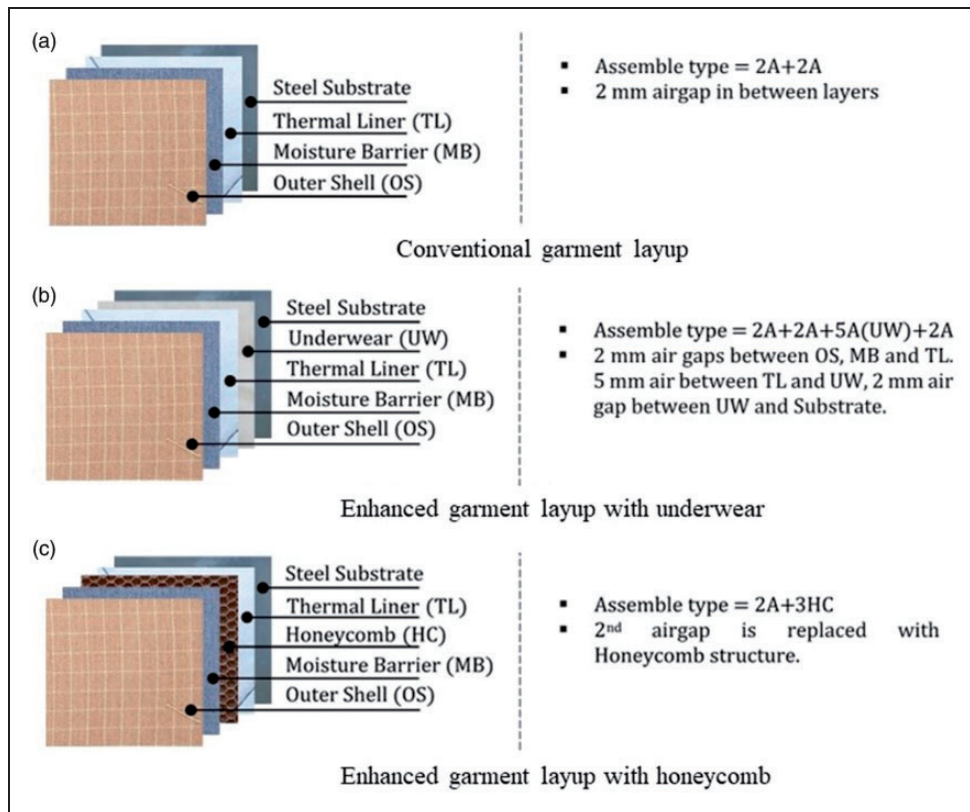 (a)
Steel Substrate
Thermal Liner (TL)
Moisture Barrier (MB)
Outer Shell (OS)
▪ Assemble type = 2A+2A
▪ 2 mm airgap in between layers
Conventional garment layup
(b)
Steel Substrate
Underwear (UW)
Thermal Liner (TL)
Moisture Barrier (MB)
Outer Shell (OS)
▪ Assemble type = 2A+2A+5A(UW)+2A
▪ 2 mm air gaps between OS, MB and TL.
5 mm air between TL and UW, 2 mm air
gap between UW and Substrate.
Enhanced garment layup with underwear
(c)
Steel Substrate
Thermal Liner (TL)
Honeycomb (HC)
Moisture Barrier (MB)
Outer Shell (OS)
▪ Assemble type = 2A+3HC
▪ 2nd airgap is replaced with
Honeycomb structure.
Enhanced garment layup with honeycomb